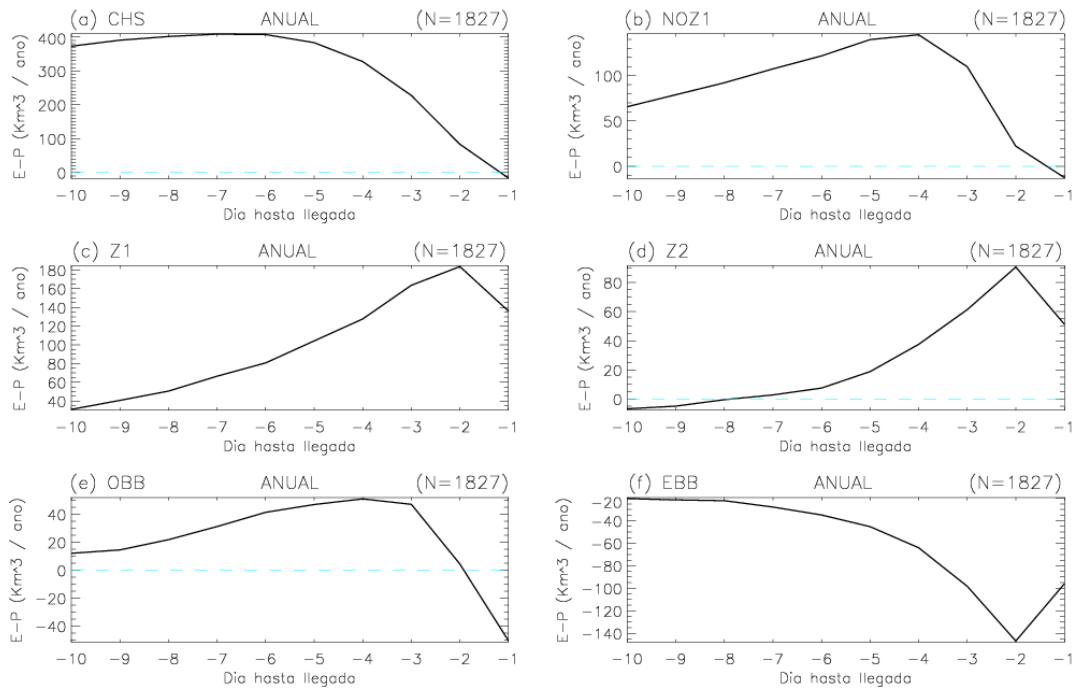 (a) CHS ANUAL (N=1827)
E-P (Km^3 / ano)
400
300
200
100
0
-10 -9 -8 -7 -6 -5 -4 -3 -2 -1
Dia hasta llegada
(b) NOZ1 ANUAL (N=1827)
E-P (Km^3 / ano)
100
50
0
-10 -9 -8 -7 -6 -5 -4 -3 -2 -1
Dia hasta llegada
(c) Z1 ANUAL (N=1827)
E-P (Km^3 / ano)
180
160
140
120
100
80
60
40
-10 -9 -8 -7 -6 -5 -4 -3 -2 -1
Dia hasta llegada
(d) Z2 ANUAL (N=1827)
E-P (Km^3 / ano)
80
60
40
20
0
-10 -9 -8 -7 -6 -5 -4 -3 -2 -1
Dia hasta llegada
(e) OBB ANUAL (N=1827)
E-P (Km^3 / ano)
40
20
0
-20
-40
-10 -9 -8 -7 -6 -5 -4 -3 -2 -1
Dia hasta llegada
(f) EBB ANUAL (N=1827)
E-P (Km^3 / ano)
-20
-40
-60
-80
-100
-120
-140
-10 -9 -8 -7 -6 -5 -4 -3 -2 -1
Dia hasta llegada